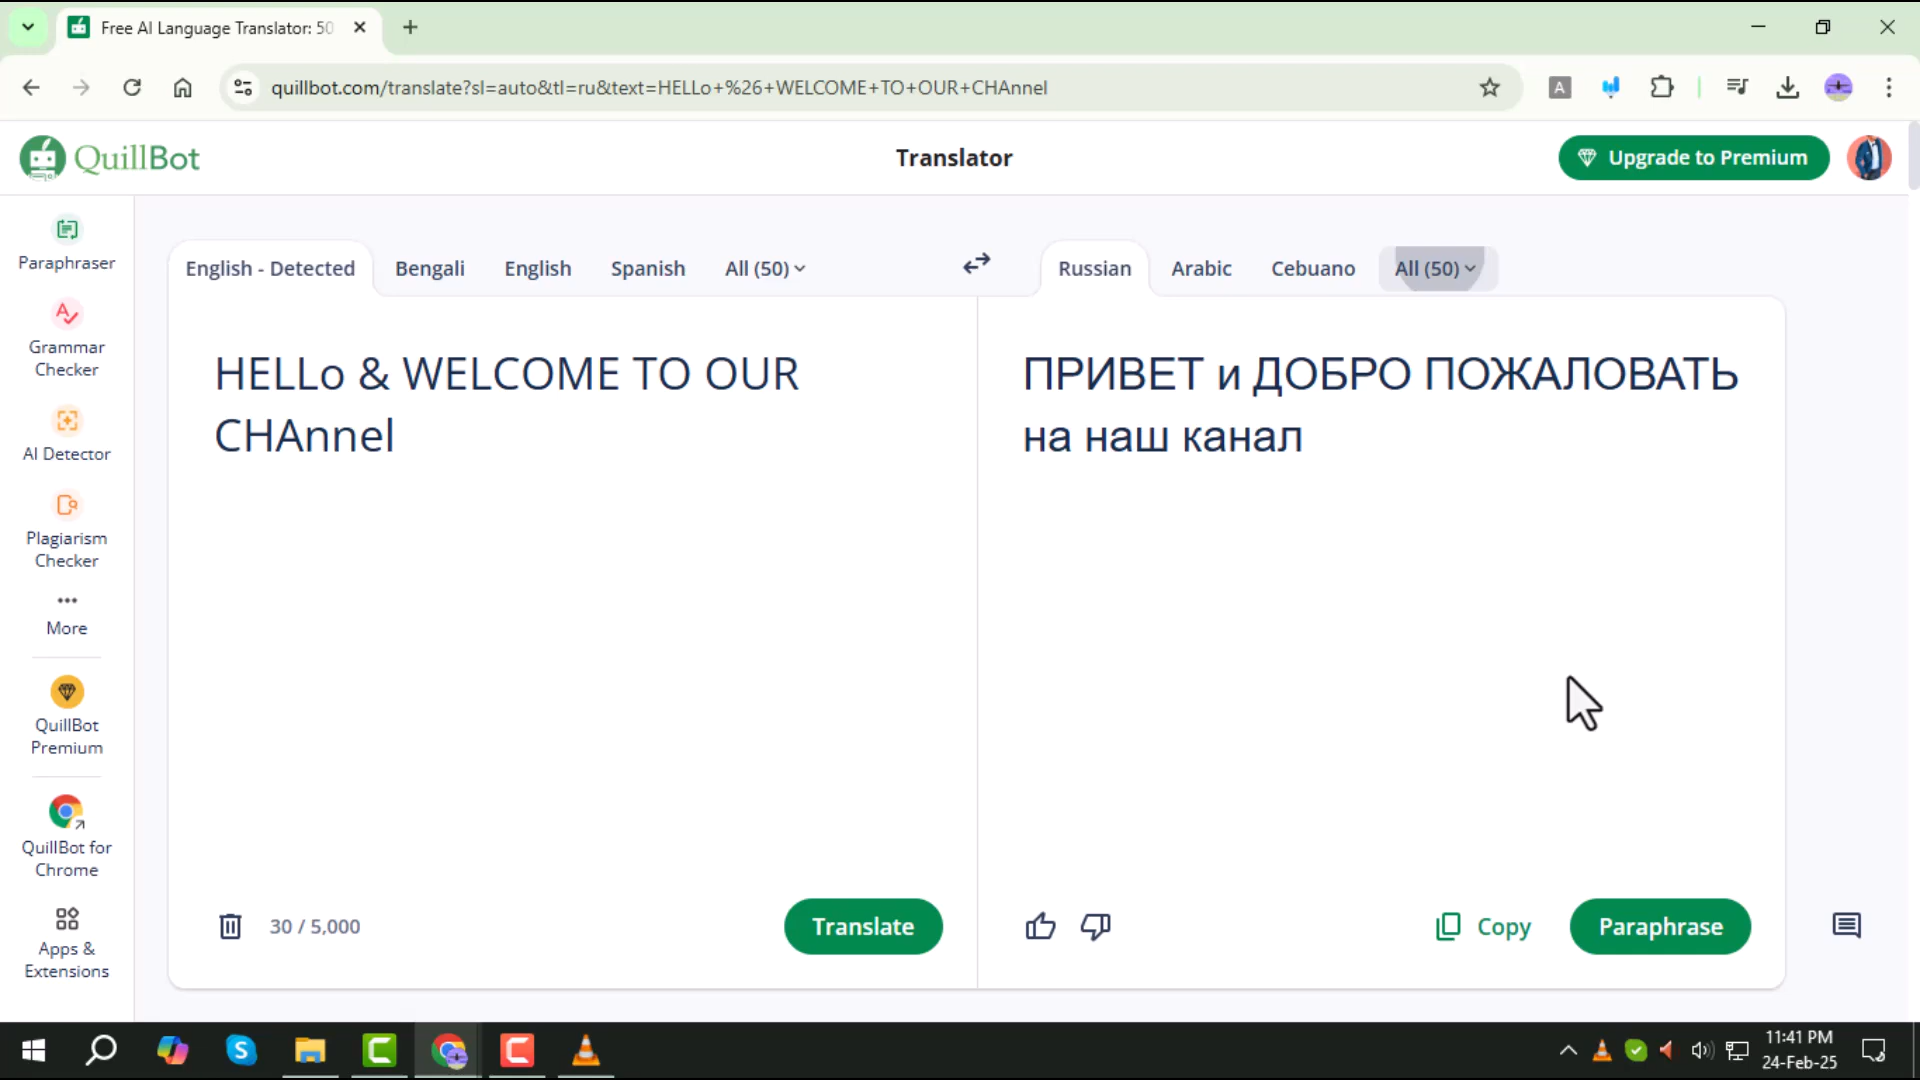 Free AI Language Translator: 50
quillbot.com/translate?sl=auto&tl=ru&text=HELLo+%26+WELCOME+TO+OUR+CHAnnel
A
QuillBot
Translator
Upgrade to Premium
Paraphraser
Grammar
Checker
AI Detector
Plagiarism
Checker
More
QuillBot
Premium
QuillBot for
Chrome
Apps &
Extensions
English - Detected
Bengali
English
Spanish
All (50)
Russian
Arabic
Cebuano
All (50)
HELLo & WELCOME TO OUR
CHAnnel
ПРИВЕТ и ДОБРО ПОЖАЛОВАТЬ
на наш канал
30 / 5,000
Translate
Copy
Paraphrase
11:41 PM
24-Feb-25